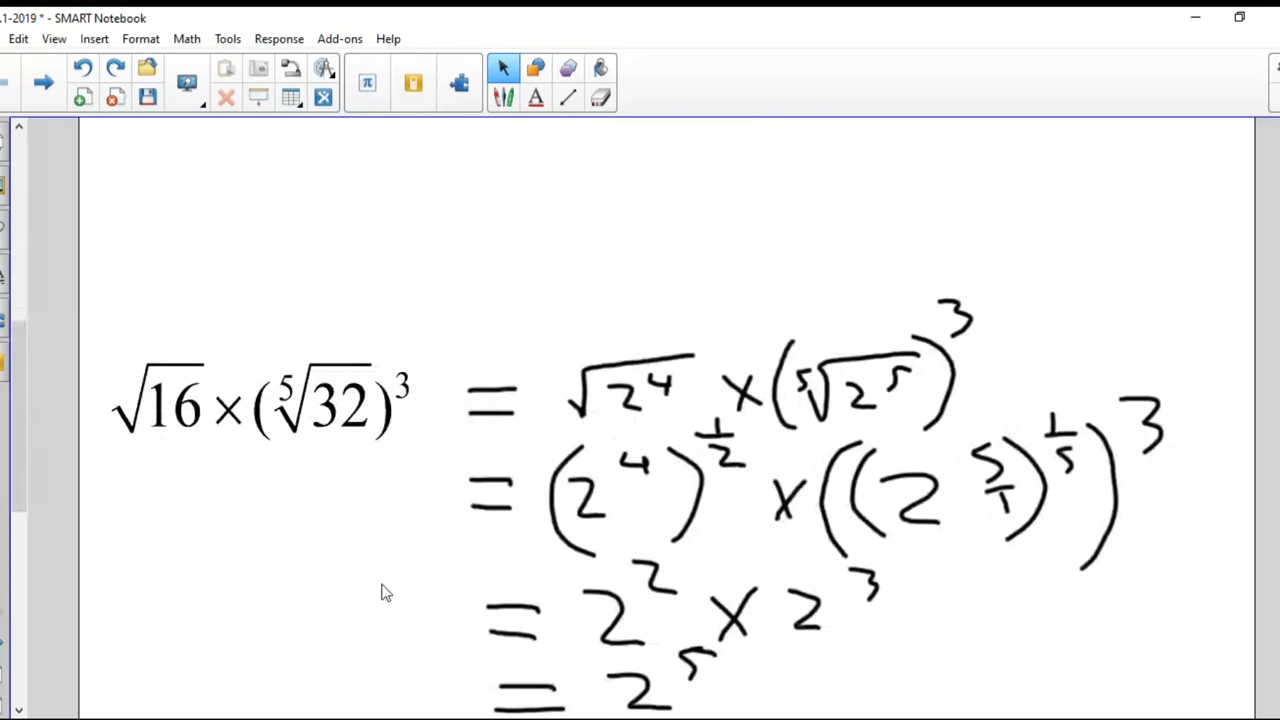 .1-2019 * - SMART Notebook
Edit View Insert Format Math Tools Response Add-ons Help
π
A
√16 × (⁵√32)³ = √2⁴ × (⁵√2⁵)³
= (2⁴)^½ × ((2^5/1)^1/5)³
= 2² × 2³
= 2⁵